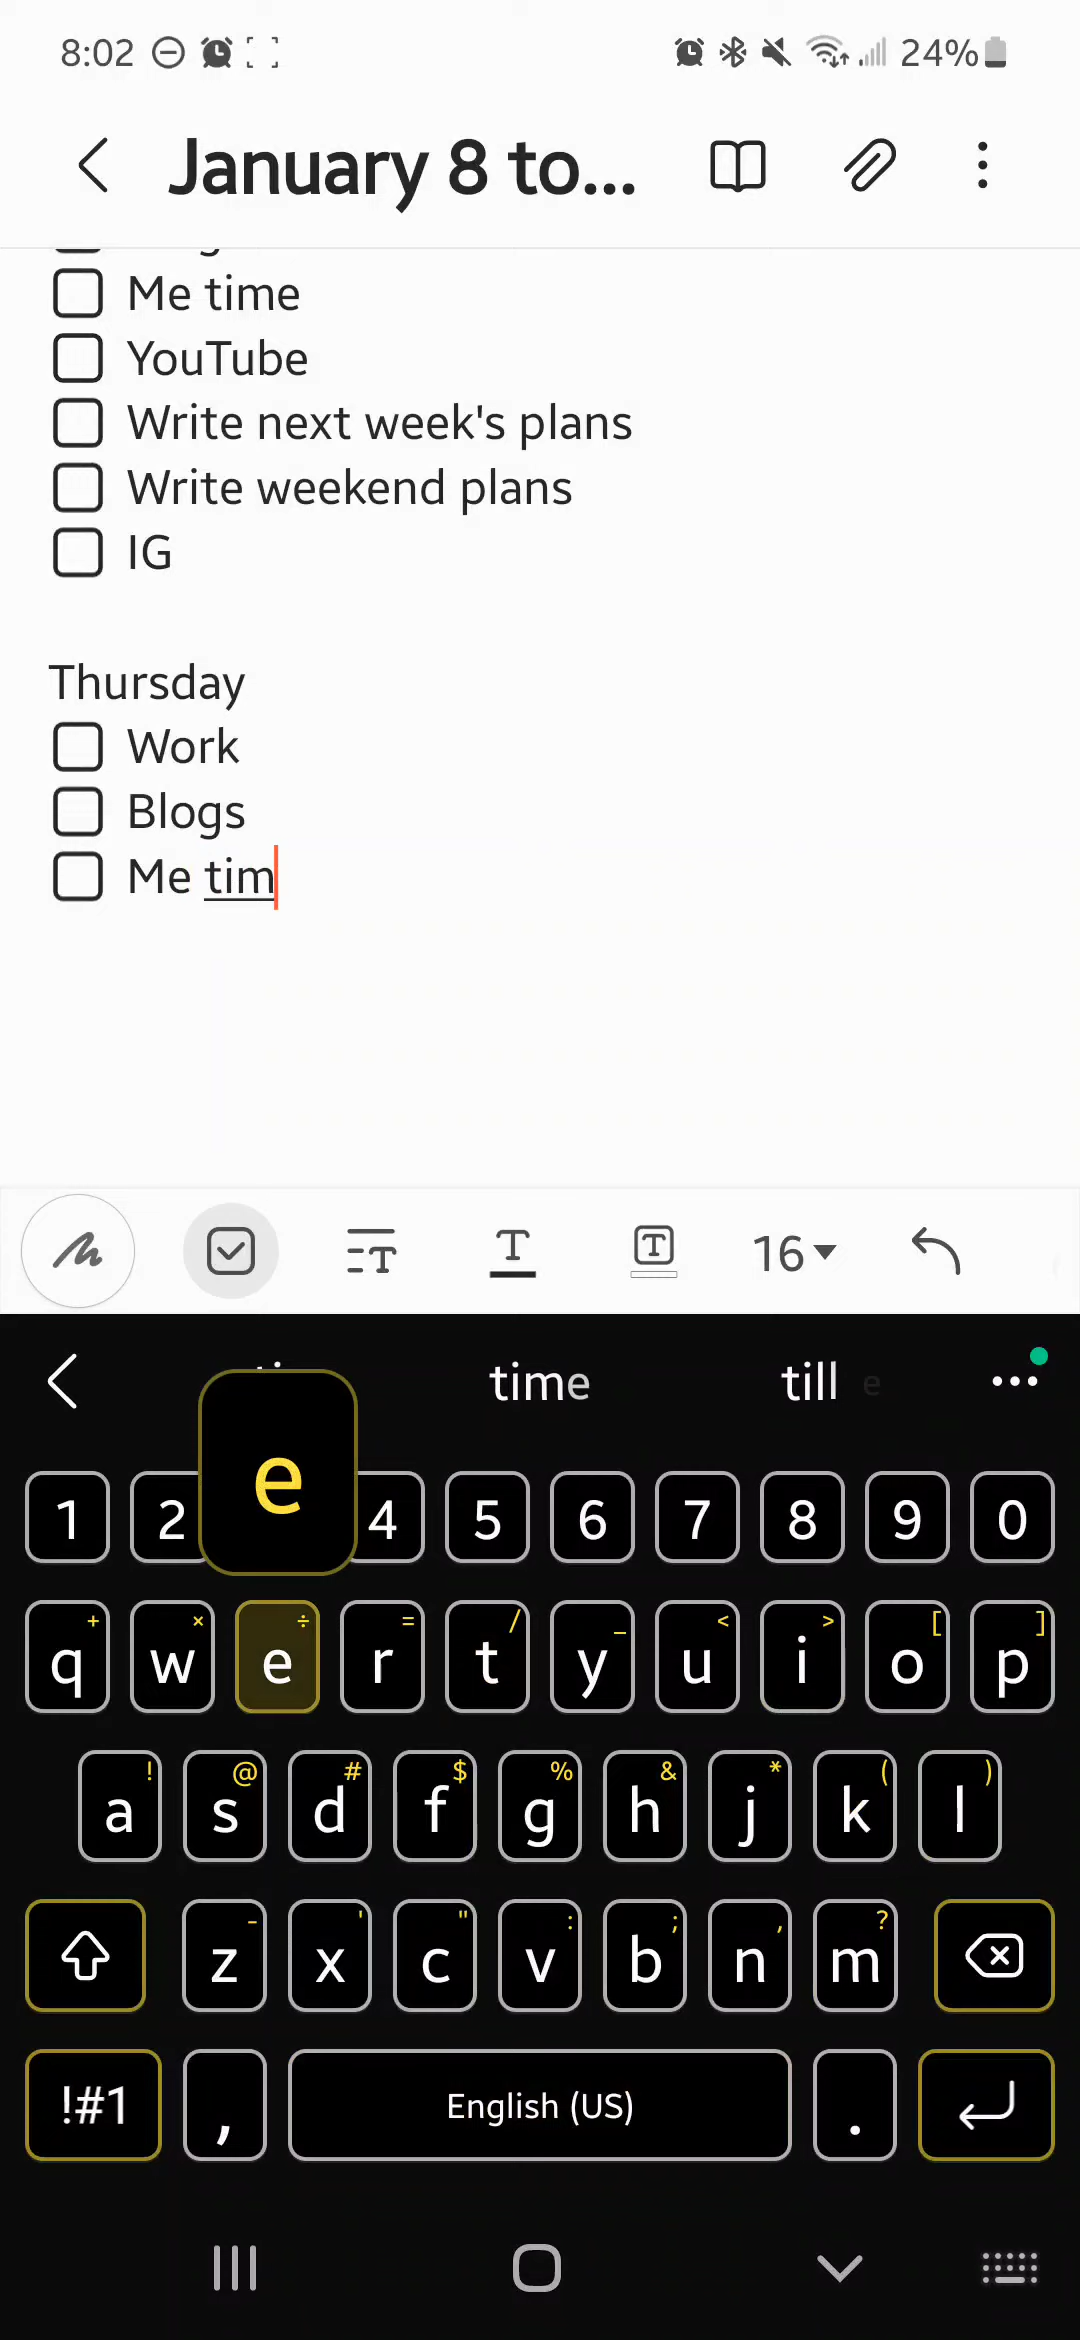 8:02 24%
January 8 to...
Me time
YouTube
Write next week's plans
Write weekend plans
IG
Thursday
Work
Blogs
Me tim
16
time till e
e
1 2 4 5 6 7 8 9 0
+ × ÷ = / _ < > [ ]
q w e r t y u i o p
! @ # $ % & * ( )
a s d f g h j k l
- ' " : ; , ?
z x c v b n m
!#1 , English (US) .